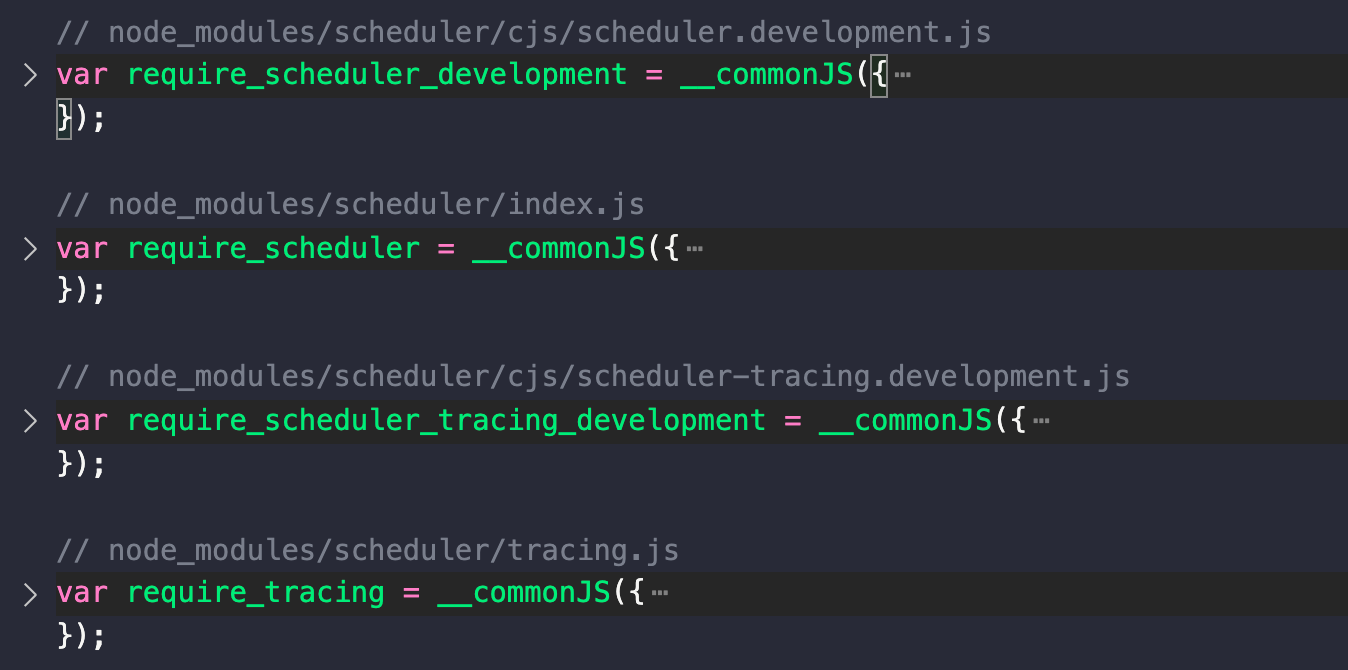 // node_modules/scheduler/cjs/scheduler.development.js
var require_scheduler_development = __commonJS({⋯
});
// node_modules/scheduler/index.js
var require_scheduler = __commonJS({⋯
});
// node_modules/scheduler/cjs/scheduler-tracing.development.js
var require_scheduler_tracing_development = __commonJS({⋯
});
// node_modules/scheduler/tracing.js
var require_tracing = __commonJS({⋯
});